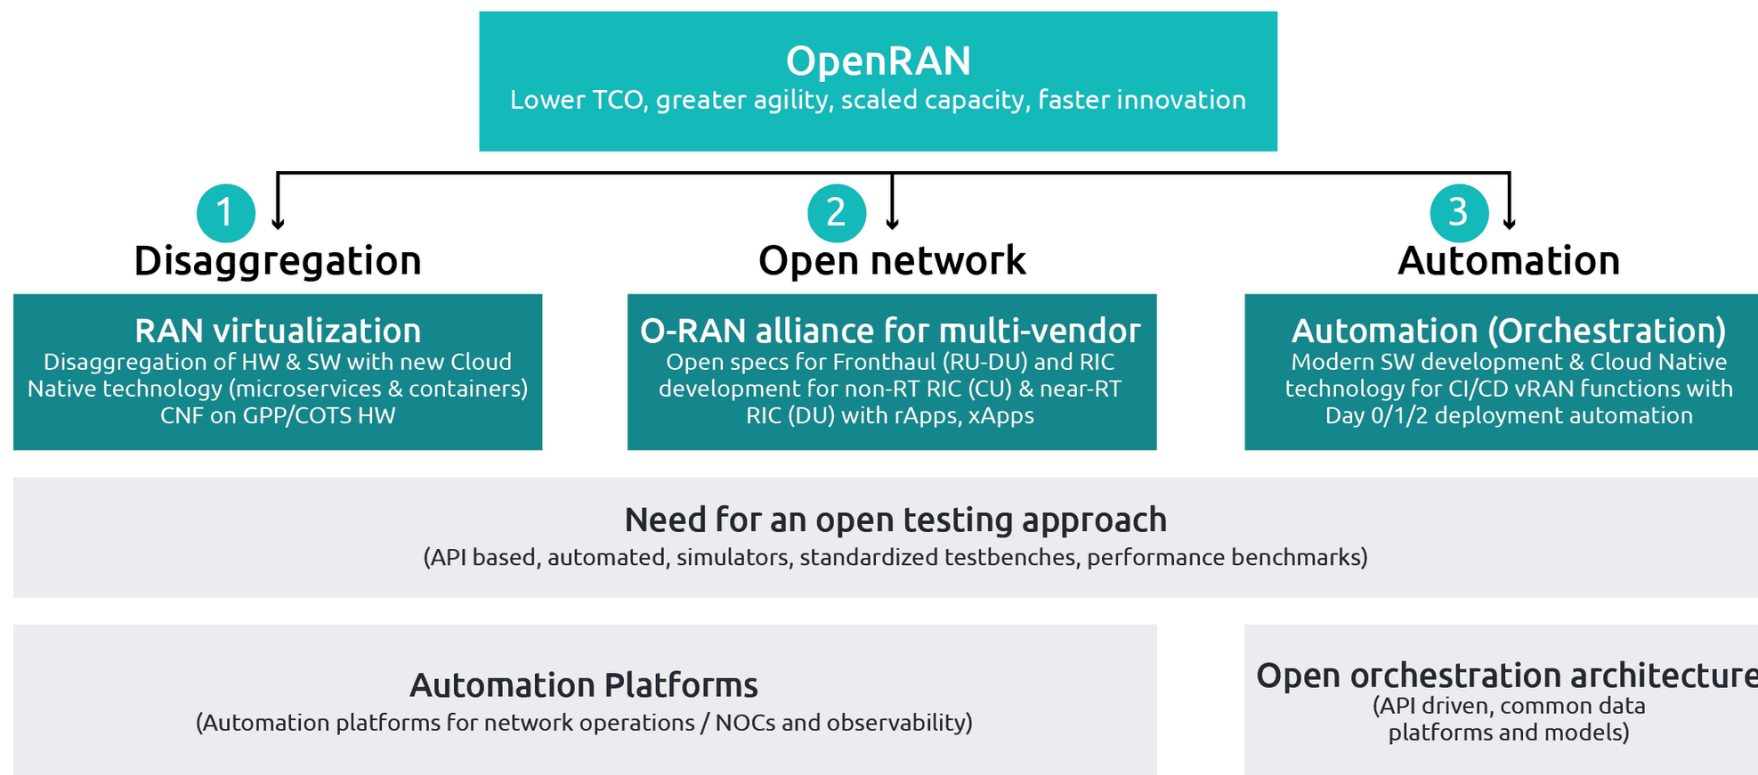 OpenRAN
Lower TCO, greater agility, scaled capacity, faster innovation
1
Disaggregation
RAN virtualization
Disaggregation of HW & SW with new Cloud
Native technology (microservices & containers)
CNF on GPP/COTS HW
2
Open network
O-RAN alliance for multi-vendor
Open specs for Fronthaul (RU-DU) and RIC
development for non-RT RIC (CU) & near-RT
RIC (DU) with rApps, xApps
3
Automation
Automation (Orchestration)
Modern SW development & Cloud Native
technology for CI/CD vRAN functions with
Day 0/1/2 deployment automation
Need for an open testing approach
(API based, automated, simulators, standardized testbenches, performance benchmarks)
Automation Platforms
(Automation platforms for network operations / NOCs and observability)
Open orchestration architecture
(API driven, common data
platforms and models)